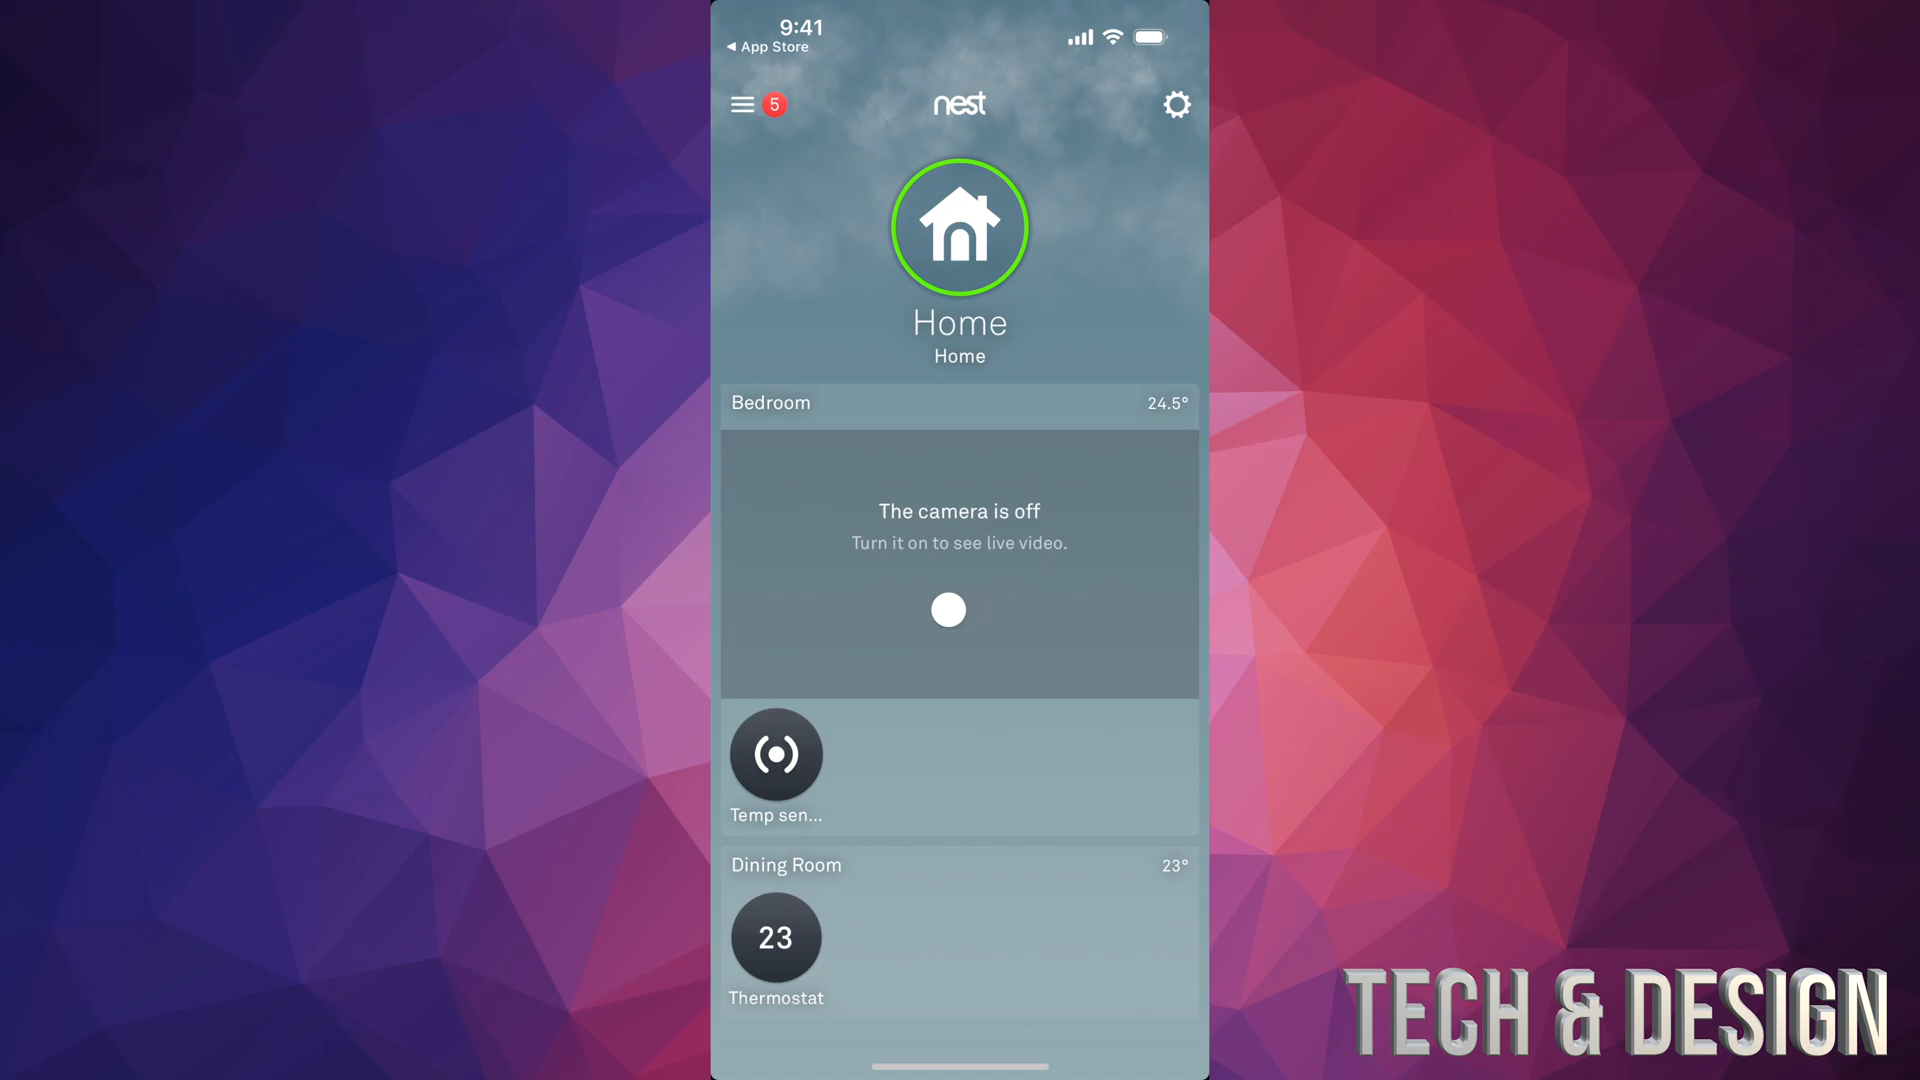 9:41
◀ App Store
5
nest
Home
Home
Bedroom
24.5°
The camera is off
Turn it on to see live video.
Temp sen...
Dining Room
23°
23
Thermostat
TECH & DESIGN